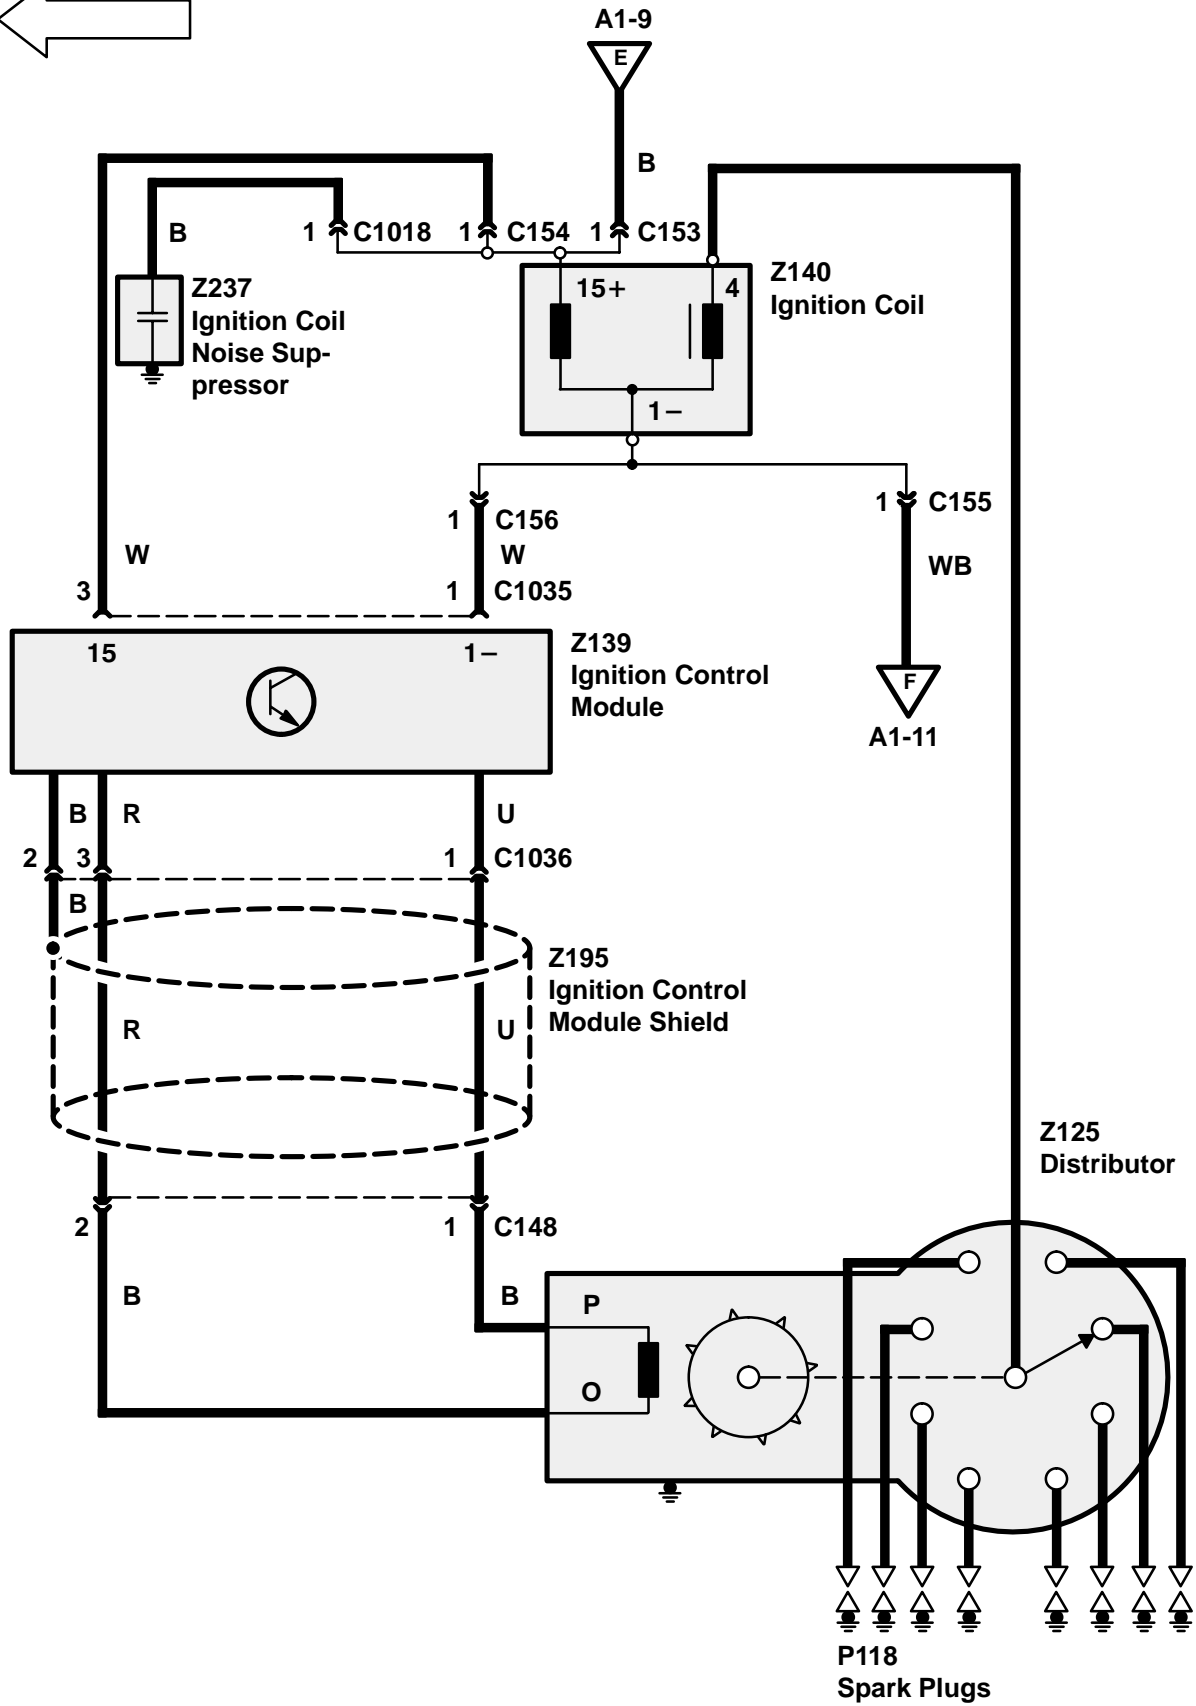 A1-9
E
B
B
1 C1018 1 C154 1 C153
Z237
Ignition Coil
Noise Sup-
pressor
15+ 4
Z140
Ignition Coil
1–
1 C156
W
1 C155
W
WB
3
1 C1035
15 1–
Z139
Ignition Control
Module
F
A1-11
B R U
2 3 1 C1036
B
Z195
Ignition Control
Module Shield
R U
Z125
Distributor
2 1 C148
B B
P
O
P118
Spark Plugs